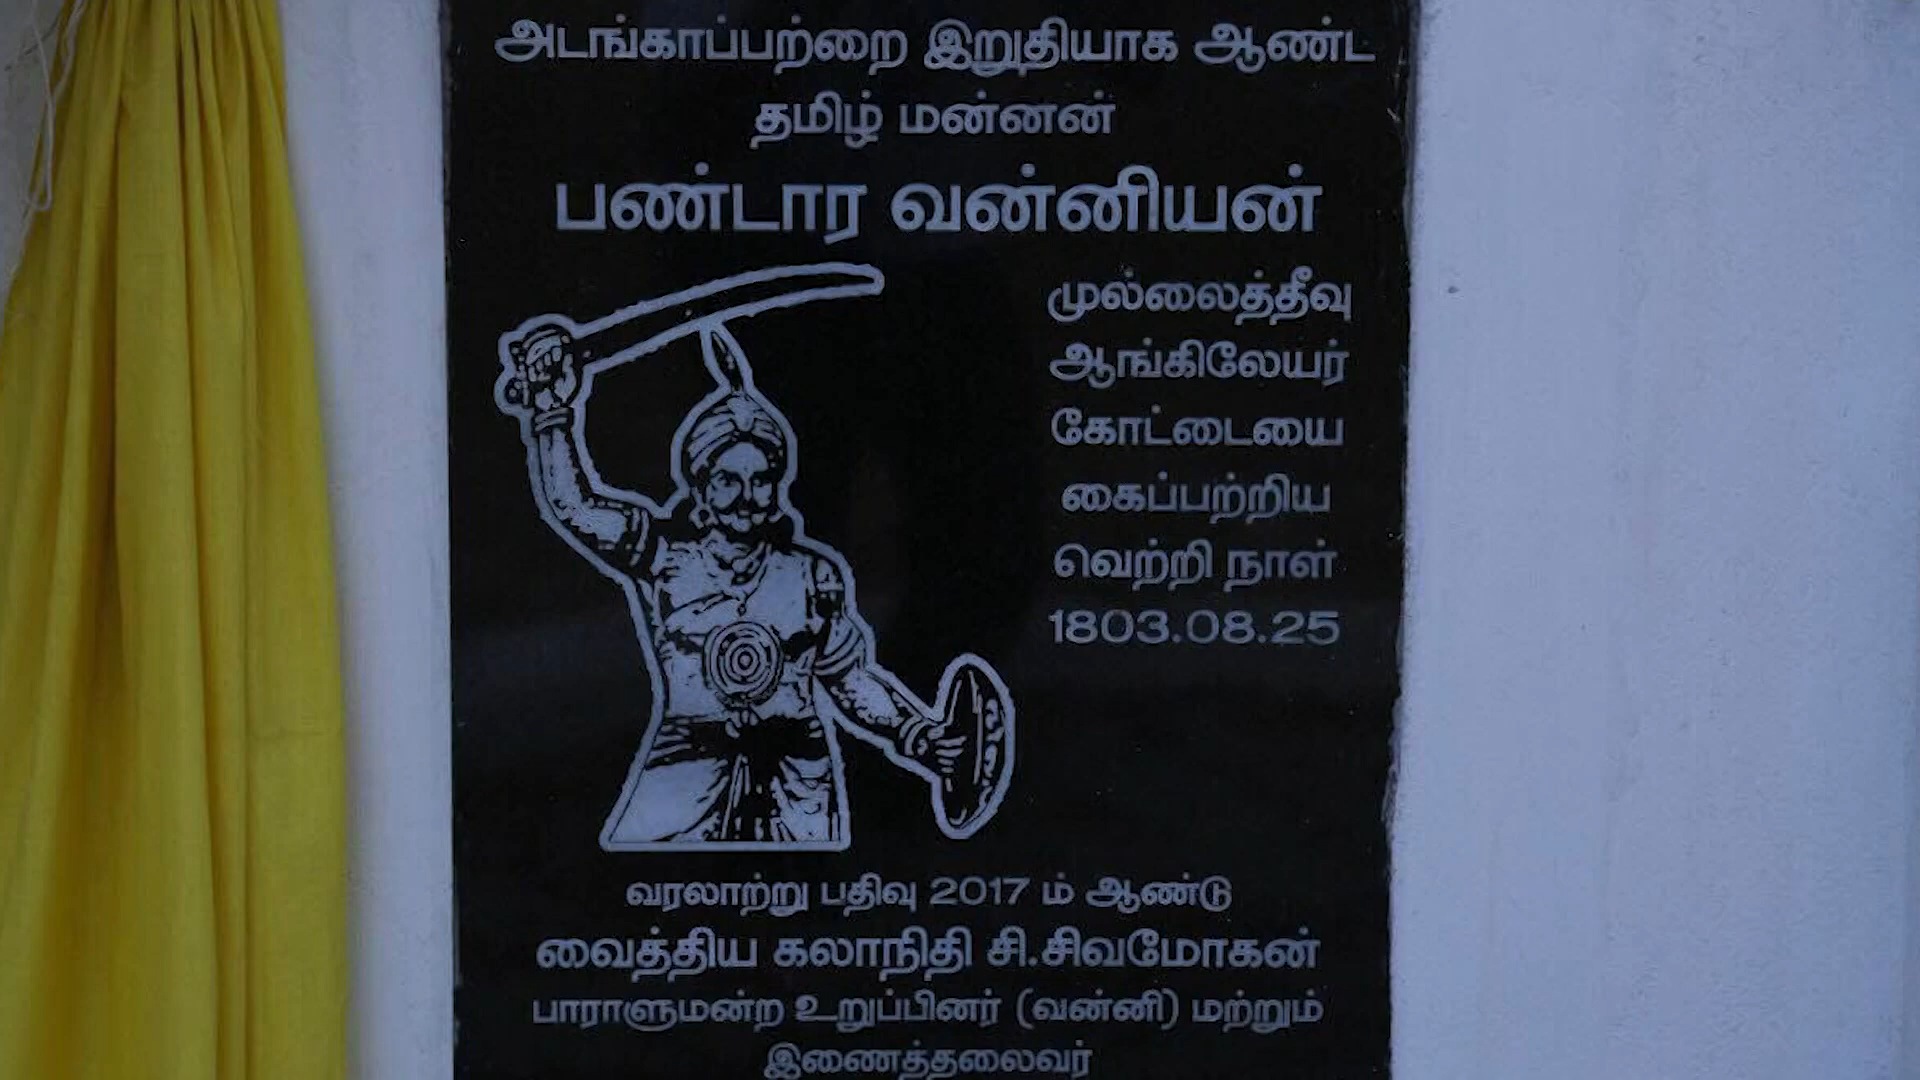 அடங்காப்பற்றை இறுதியாக ஆண்ட
தமிழ் மன்னன்
பண்டார வன்னியன்
முல்லைத்தீவு
ஆங்கிலேயர்
கோட்டையை
கைப்பற்றிய
வெற்றி நாள்
1803.08.25
வரலாற்று பதிவு 2017 ம் ஆண்டு
வைத்திய கலாநிதி சி.சிவமோகன்
பாராளுமன்ற உறுப்பினர் (வன்னி) மற்றும்
இணைத்தலைவர்